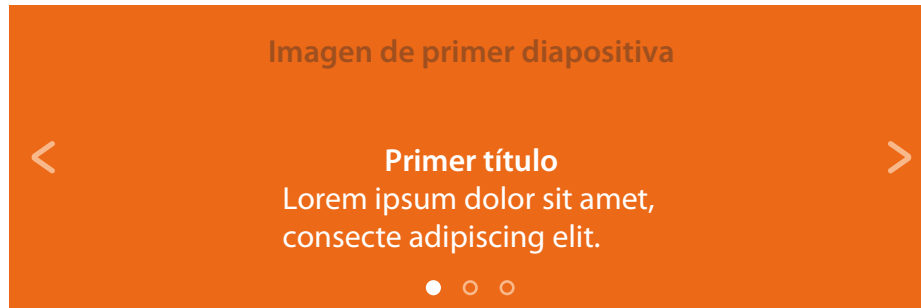 Imagen de primer diapositiva
Primer título
Lorem ipsum dolor sit amet,
consecte adipiscing elit.